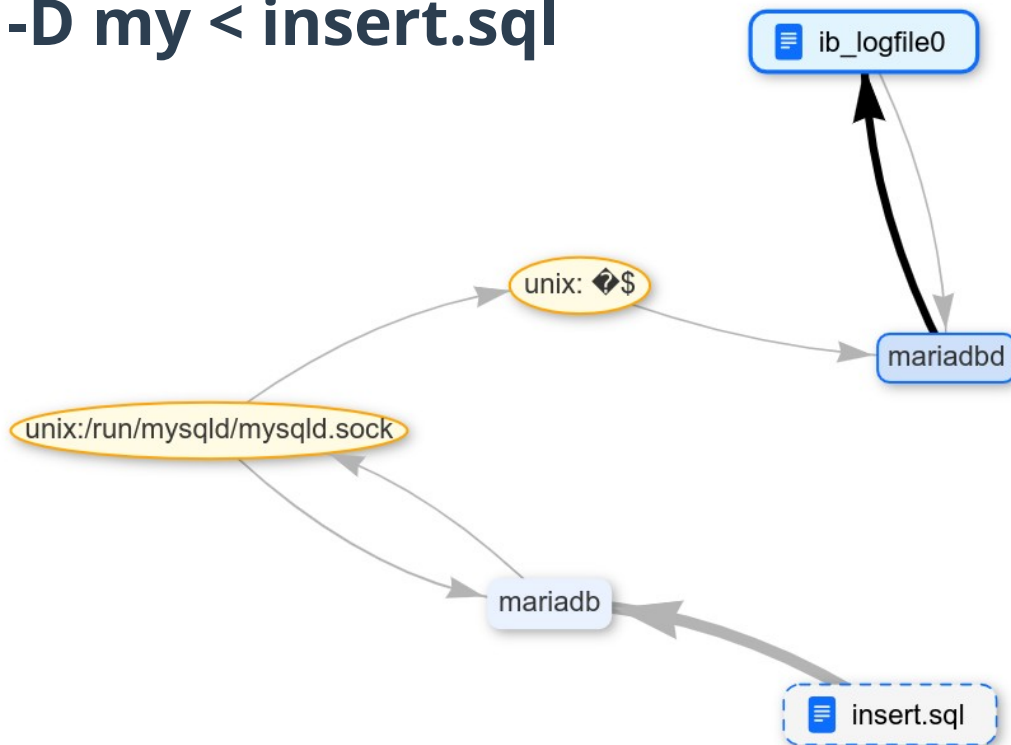 -D my < insert.sql
ib_logfile0
unix: �$
mariadbd
unix:/run/mysqld/mysqld.sock
mariadb
insert.sql